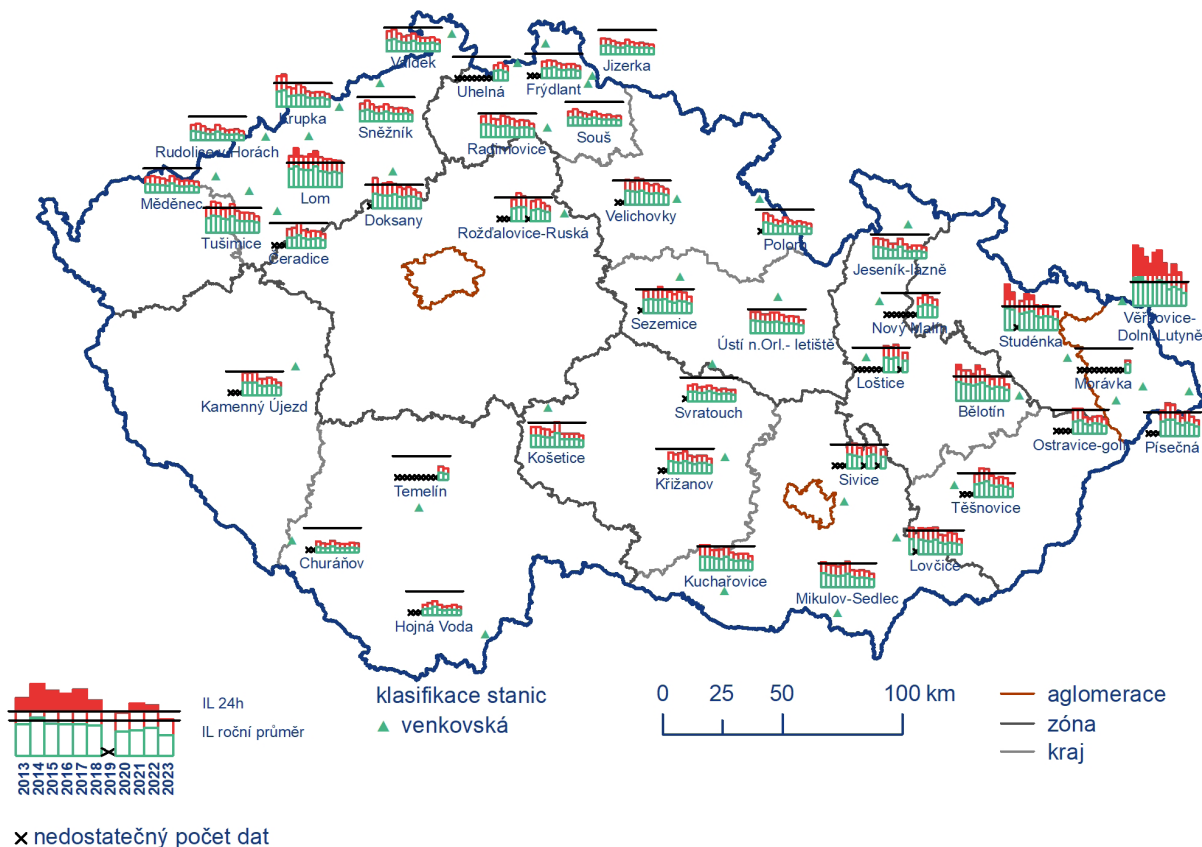 Valdek
Uhelná
Frýdlant
Jizerka
Krupka
Sněžník
Radimovice
Souš
Rudolice v Horách
Lom
Měděnec
Doksany
Velichovky
Tušimice
Rožďalovice-Ruská
Polom
Čeradice
Jeseník-lázně
Věřňovice-
Dolní Lutyně
Sezemice
Nový Malín
Studénka
Ústí n.Orl.- letiště
Morávka
Loštice
Kamenný Újezd
Svratouch
Bělotín
Ostravice-golf
Písečná
Košetice
Křižanov
Sivice
Temelín
Těšnovice
Churáňov
Lovčice
Kuchařovice
Mikulov-Sedlec
Hojná Voda
IL 24h
IL roční průměr
2013 2014 2015 2016 2017 2018 2019 2020 2021 2022 2023
nedostatečný počet dat
klasifikace stanic
venkovská
0 25 50 100 km
aglomerace
zóna
kraj